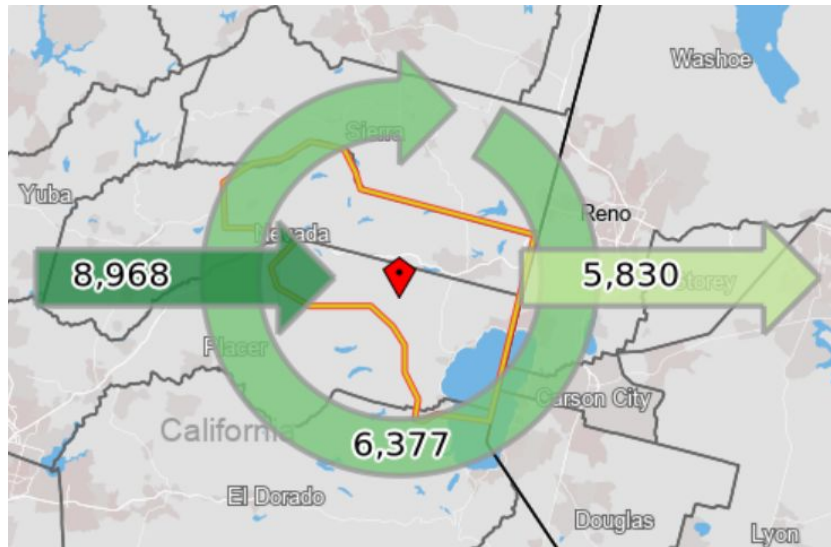 Washoe
Sierra
Yuba
Reno
Nevada
8,968
5,830
Storey
Placer
Carson City
California
6,377
El Dorado
Douglas
Lyon